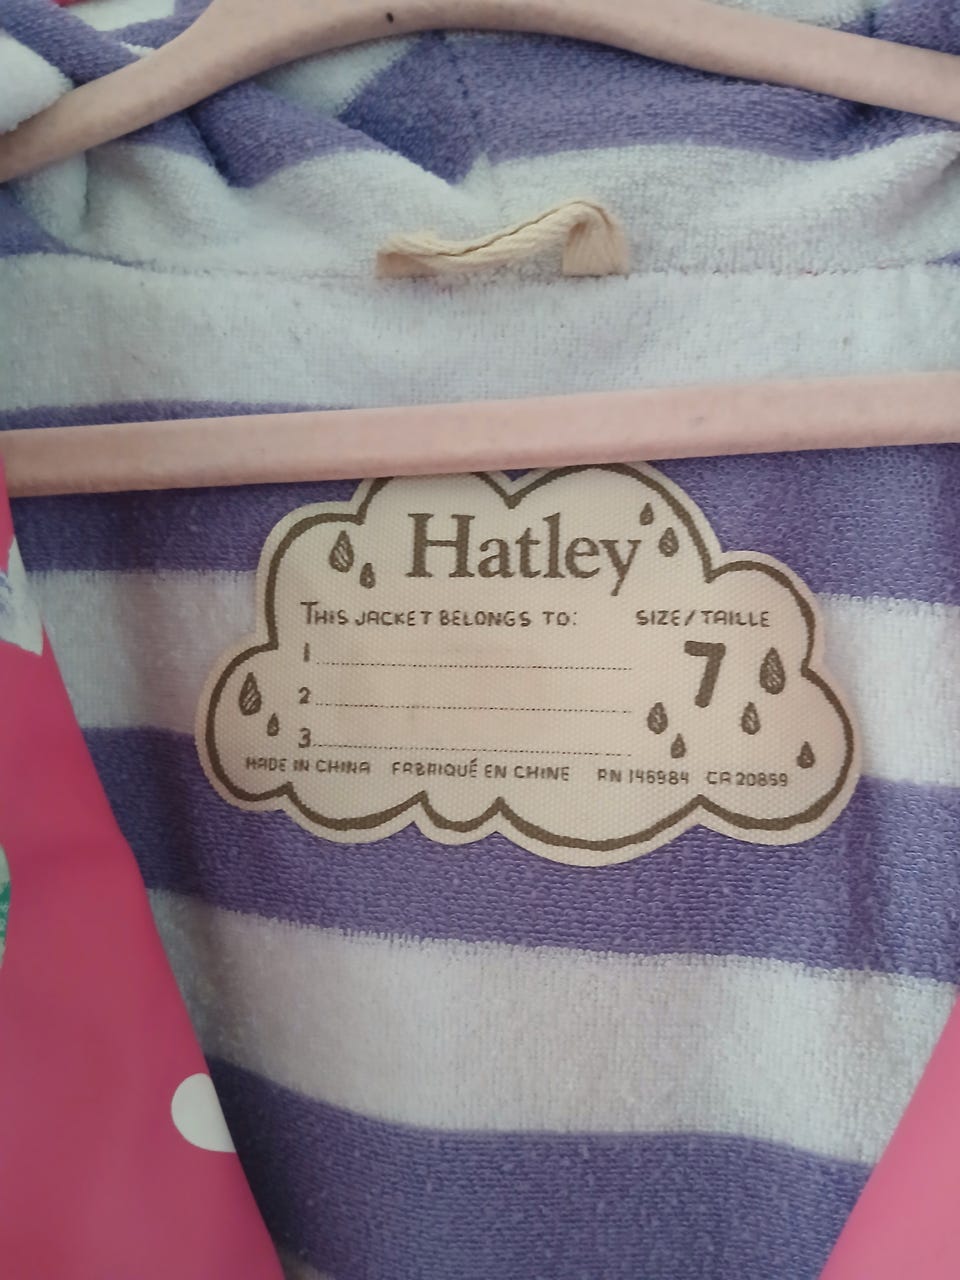 Hatley
THIS JACKET BELONGS TO: SIZE/TAILLE
1
7
2
3
MADE IN CHINA FABRIQUÉ EN CHINE RN 146984 CA 20859